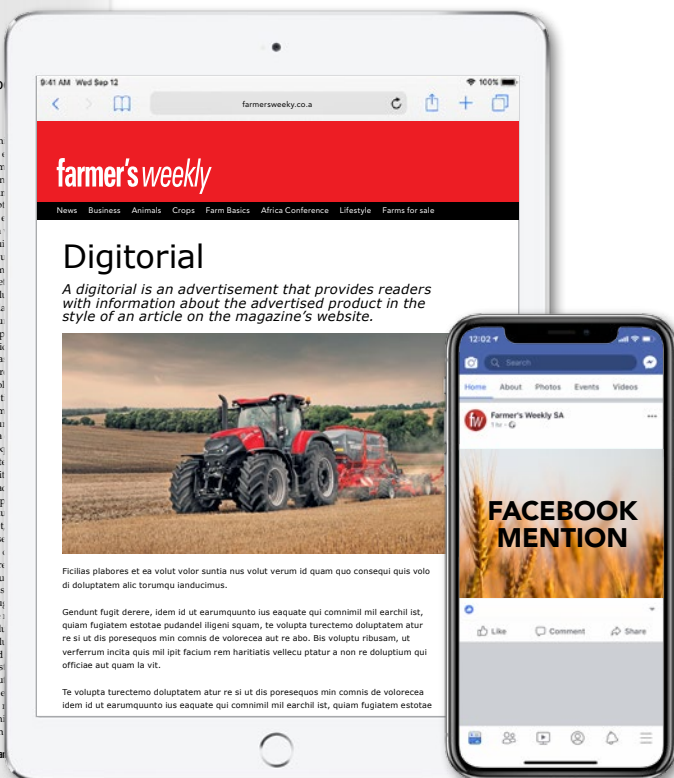 9:41 AM Wed Sep 12
100%
farmersweeky.co.a
farmer's weekly
News Business Animals Crops Farm Basics Africa Conference Lifestyle Farms for sale
Digitorial
A digitorial is an advertisement that provides readers
with information about the advertised product in the
style of an article on the magazine's website.
Ficilias plabores et ea volut volor suntia nus volut verum id quam quo consequi quis volo
di doluptatem alic torumqu ianducimus.
Gendunt fugit derere, idem id ut earumquunto ius eaquate qui comnimil mil earchil ist,
quiam fugiatem estotae pudandel iligeni squam, te volupta turectemo doluptatem atur
re si ut dis poresequos min comnis de volorecea aut re abo. Bis voluptu ribusam, ut
verferrum incita quis mil ipit facium rem haritiatis vellecu ptatur a non re doluptium qui
officiae aut quam la vit.
Te volupta turectemo doluptatem atur re si ut dis poresequos min comnis de volorecea
idem id ut earumquunto ius eaquate qui comnimil mil earchil ist, quiam fugiatem estotae
12:02
Search
Home About Photos Events Videos
fw
Farmer's Weekly SA
1 hr
FACEBOOK
MENTION
Like Comment Share